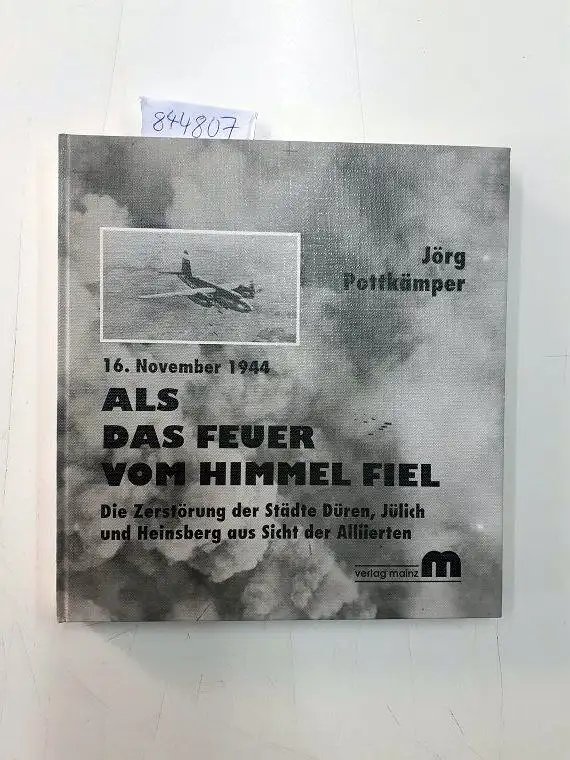 844807
Jörg
Pottkämper
16. November 1944
ALS
DAS FEUER
VOM HIMMEL FIEL
Die Zerstörung der Städte Düren, Jülich
und Heinsberg aus Sicht der Alliierten
verlag mainz m